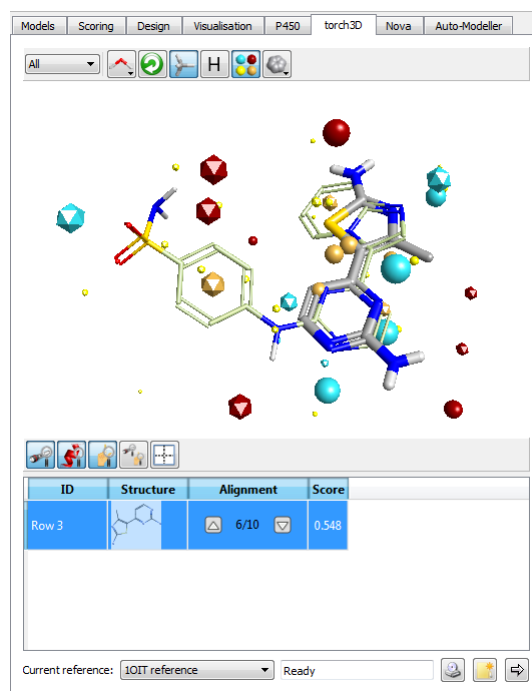 Models Scoring Design Visualisation P450 torch3D Nova Auto-Modeller
All H
ID Structure Alignment Score
Row 3 6/10 0.548
Current reference: 1OIT reference Ready